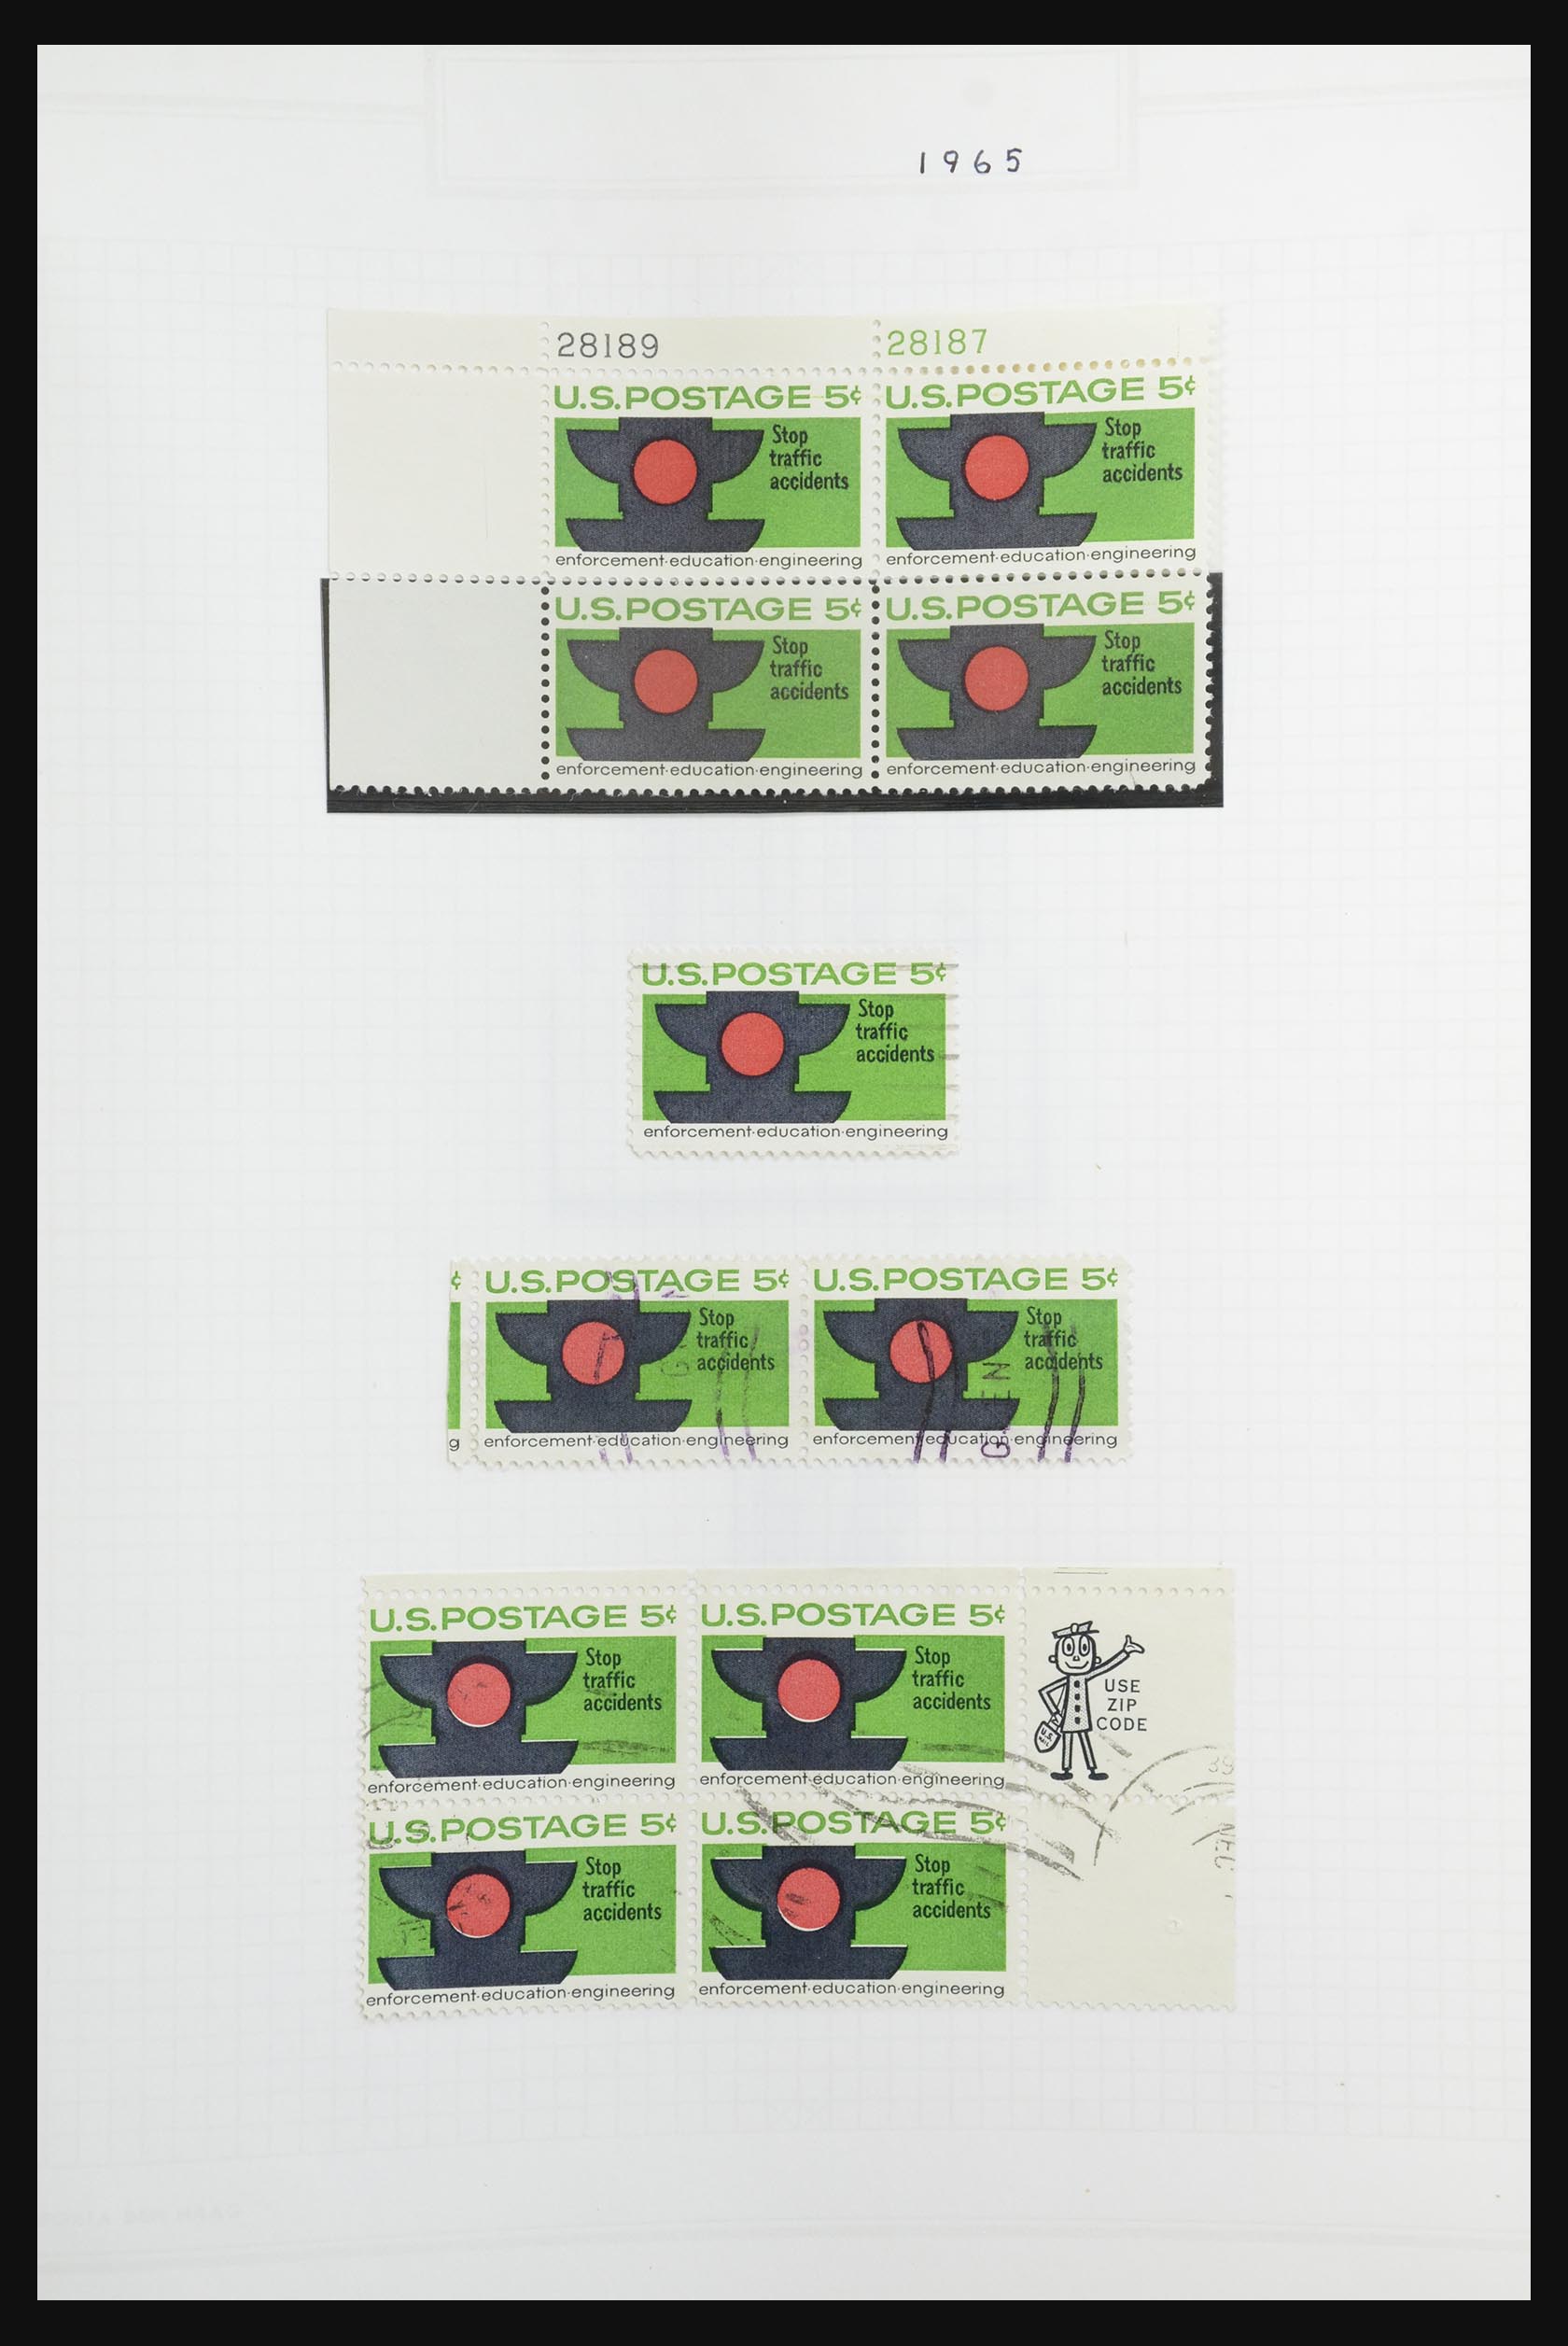 1965
28189 28187
U.S.POSTAGE 5¢ U.S.POSTAGE 5¢
Stop Stop
traffic traffic
accidents accidents
enforcement·education·engineering enforcement·education·engineering
U.S.POSTAGE 5¢ U.S.POSTAGE 5¢
Stop Stop
traffic traffic
accidents accidents
enforcement·education·engineering enforcement·education·engineering
U.S.POSTAGE 5¢
Stop
traffic
accidents
enforcement·education·engineering
¢ U.S.POSTAGE 5¢ U.S.POSTAGE 5¢
Stop Stop
traffic traffic
accidents accidents
g enforcement·education·engineering enforcement·education·engineering
U.S.POSTAGE 5¢ U.S.POSTAGE 5¢
Stop Stop
traffic traffic
accidents accidents
enforcement·education·engineering enforcement·education·engineering
USE
ZIP
CODE
U.S.
MAIL
U.S.POSTAGE 5¢ U.S.POSTAGE 5¢
Stop Stop
traffic traffic
accidents accidents
enforcement·education·engineering enforcement·education·engineering